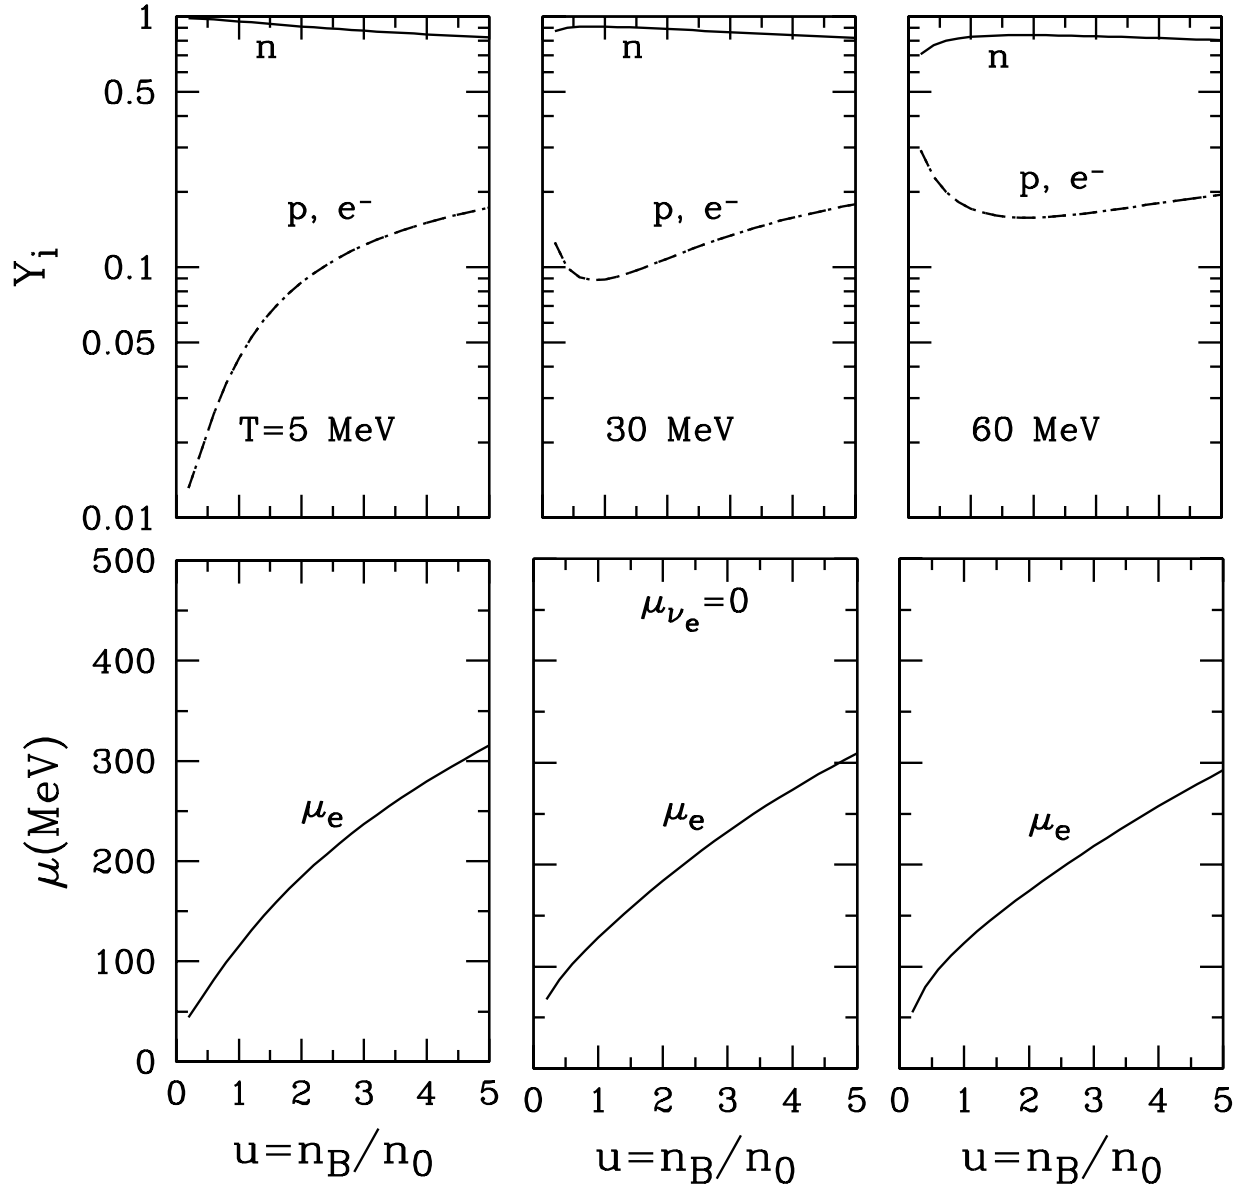 1
0.5
0.1
0.05
0.01
Y_i
n
p, e⁻
T=5 MeV
n
p, e⁻
30 MeV
n
p, e⁻
60 MeV
500
400
300
200
100
0
μ(MeV)
μ_e
μ_ν_e=0
μ_e
μ_e
0 1 2 3 4 5
0 1 2 3 4 5
0 1 2 3 4 5
u=n_B/n_0
u=n_B/n_0
u=n_B/n_0